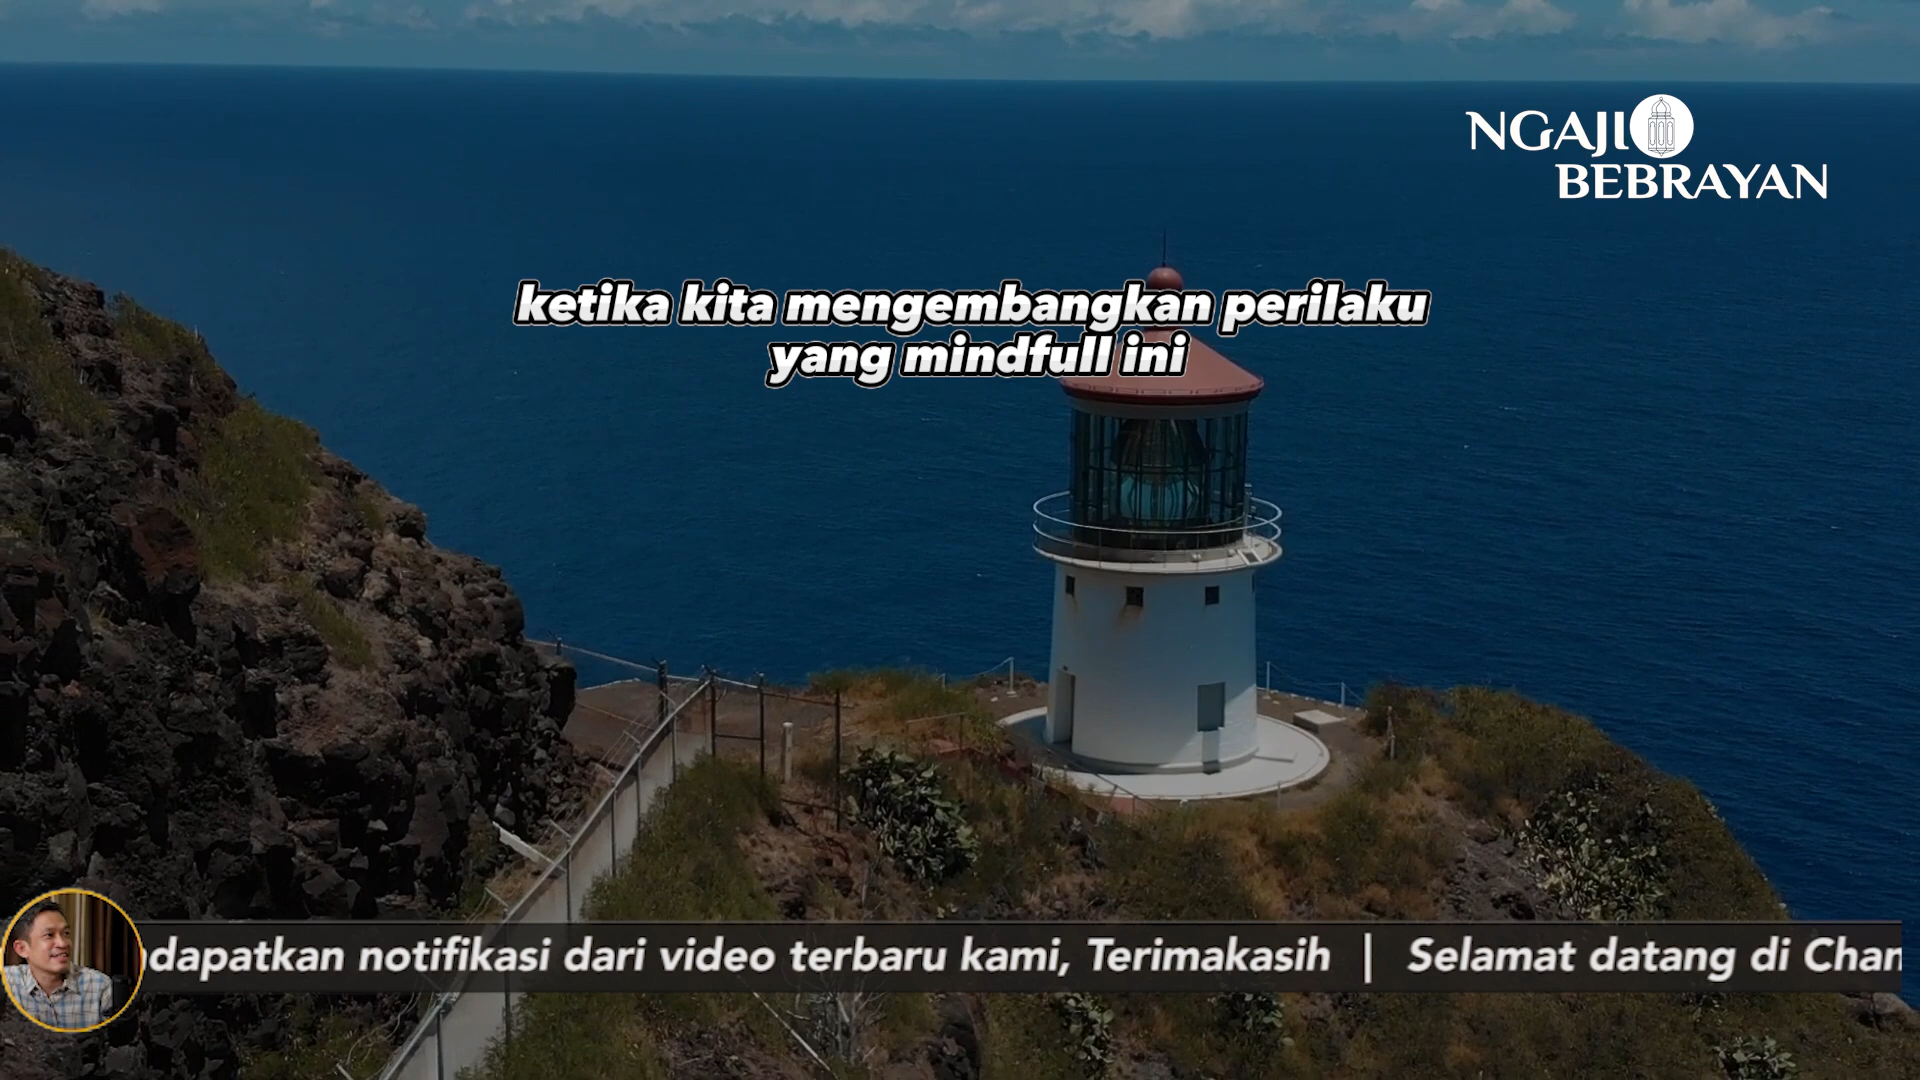 NGAJI
BEBRAYAN
ketika kita mengembangkan perilaku
yang mindfull ini
dapatkan notifikasi dari video terbaru kami, Terimakasih | Selamat datang di Chan